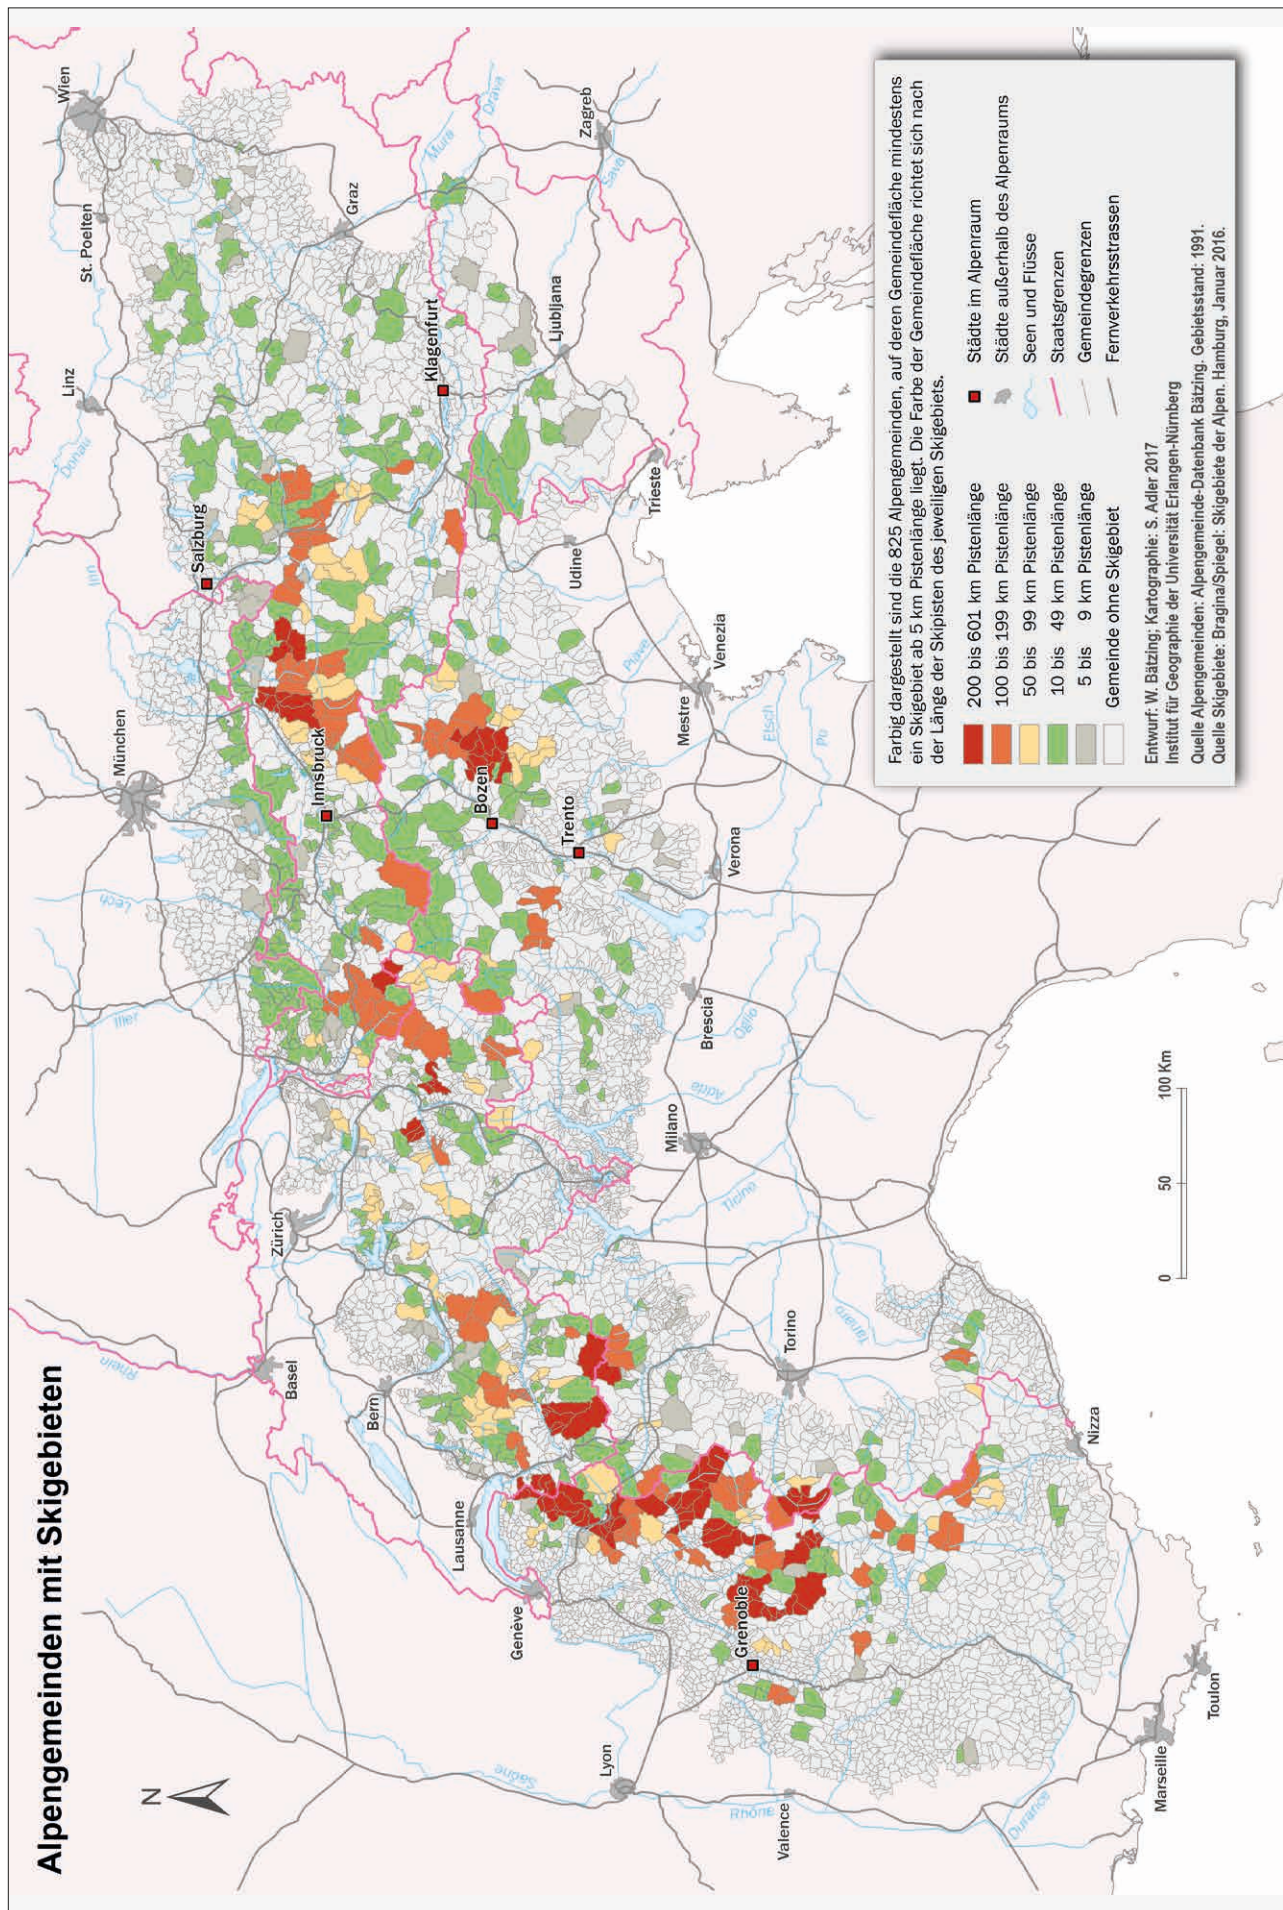 Alpengemeinden mit Skigebieten
N
Wien
St. Poelten
Linz
Donau
München
Salzburg
Inn
Lech
Iller
Rhein
Basel
Zürich
Bern
Lausanne
Genève
Saône
Lyon
Rhône
Valence
Durance
Marseille
Toulon
Nizza
Grenoble
Torino
Tanaro
Po
Ticino
Milano
Adda
Oglio
Brescia
Verona
Trento
Bozen
Innsbruck
Etsch
Po
Mestre
Venezia
Piave
Udine
Trieste
Klagenfurt
Ljubljana
Graz
Mura
Drava
Zagreb
Sava
0 50 100 Km
Farbig dargestellt sind die 825 Alpengemeinden, auf deren Gemeindefläche mindestens
ein Skigebiet ab 5 km Pistenlänge liegt. Die Farbe der Gemeindefläche richtet sich nach
der Länge der Skipisten des jeweiligen Skigebiets.
200 bis 601 km Pistenlänge
100 bis 199 km Pistenlänge
50 bis 99 km Pistenlänge
10 bis 49 km Pistenlänge
5 bis 9 km Pistenlänge
Gemeinde ohne Skigebiet
Städte im Alpenraum
Städte außerhalb des Alpenraums
Seen und Flüsse
Staatsgrenzen
Gemeindegrenzen
Fernverkehrsstrassen
Entwurf: W. Bätzing; Kartographie: S. Adler 2017
Institut für Geographie der Universität Erlangen-Nürnberg
Quelle Alpengemeinden: Alpengemeinde-Datenbank Bätzing. Gebietsstand: 1991.
Quelle Skigebiete: Bragina/Spiegel: Skigebiete der Alpen. Hamburg, Januar 2016.